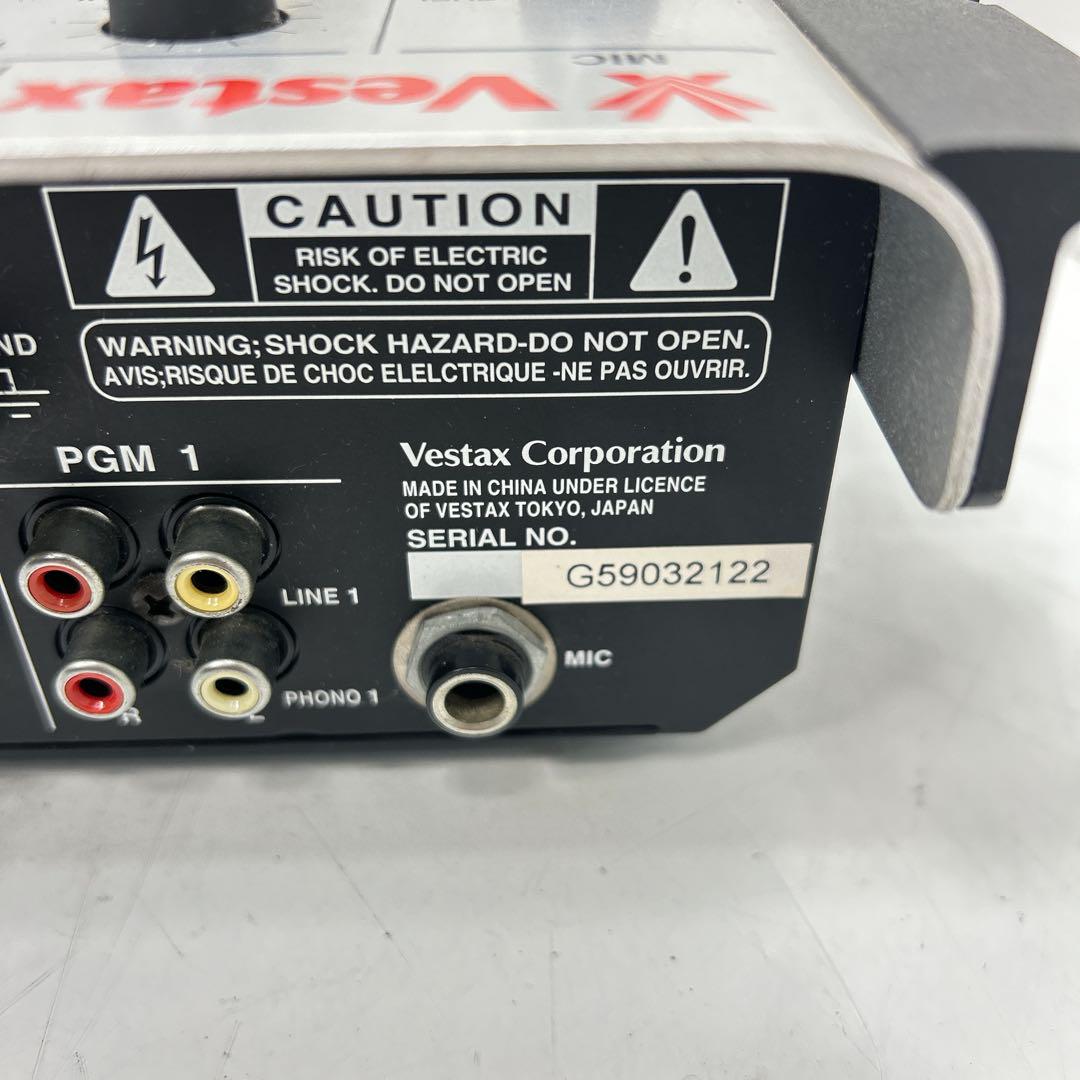 MIC
Vestax
CAUTION
RISK OF ELECTRIC
SHOCK. DO NOT OPEN
WARNING;SHOCK HAZARD-DO NOT OPEN.
AVIS;RISQUE DE CHOC ELELCTRIQUE -NE PAS OUVRIR.
ND
PGM 1
Vestax Corporation
MADE IN CHINA UNDER LICENCE
OF VESTAX TOKYO, JAPAN
SERIAL NO.
G59032122
LINE 1
MIC
PHONO 1
R L